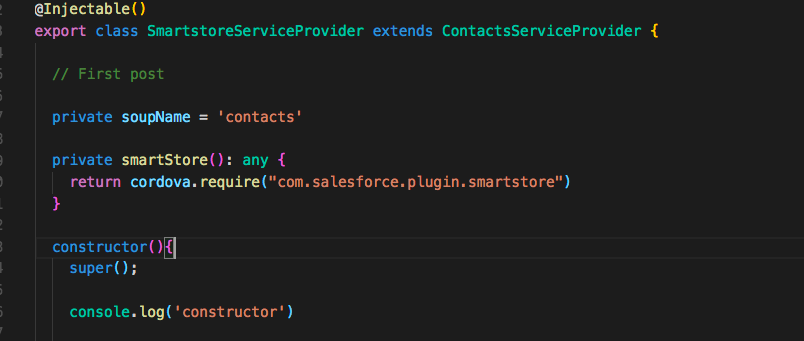 @Injectable()
export class SmartstoreServiceProvider extends ContactsServiceProvider {
// First post
private soupName = 'contacts'
private smartStore(): any {
return cordova.require("com.salesforce.plugin.smartstore")
}
constructor(){
super();
console.log('constructor')